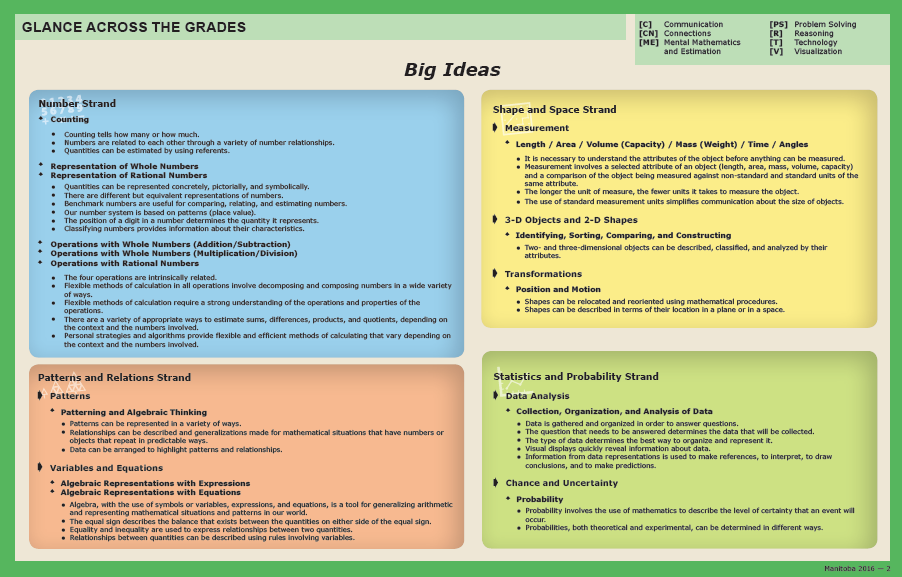 GLANCE ACROSS THE GRADES
[C] Communication
[CN] Connections
[ME] Mental Mathematics
and Estimation
[PS] Problem Solving
[R] Reasoning
[T] Technology
[V] Visualization
Big Ideas
Number Strand
Counting
Counting tells how many or how much.
Numbers are related to each other through a variety of number relationships.
Quantities can be estimated by using referents.
Representation of Whole Numbers
Representation of Rational Numbers
Quantities can be represented concretely, pictorially, and symbolically.
There are different but equivalent representations of numbers.
Benchmark numbers are useful for comparing, relating, and estimating numbers.
Our number system is based on patterns (place value).
The position of a digit in a number determines the quantity it represents.
Classifying numbers provides information about their characteristics.
Operations with Whole Numbers (Addition/Subtraction)
Operations with Whole Numbers (Multiplication/Division)
Operations with Rational Numbers
The four operations are intrinsically related.
Flexible methods of calculation in all operations involve decomposing and composing numbers in a wide variety
of ways.
Flexible methods of calculation require a strong understanding of the operations and properties of the
operations.
There are a variety of appropriate ways to estimate sums, differences, products, and quotients, depending on
the context and the numbers involved.
Personal strategies and algorithms provide flexible and efficient methods of calculating that vary depending on
the context and the numbers involved.
Patterns and Relations Strand
Patterns
Patterning and Algebraic Thinking
Patterns can be represented in a variety of ways.
Relationships can be described and generalizations made for mathematical situations that have numbers or
objects that repeat in predictable ways.
Data can be arranged to highlight patterns and relationships.
Variables and Equations
Algebraic Representations with Expressions
Algebraic Representations with Equations
Algebra, with the use of symbols or variables, expressions, and equations, is a tool for generalizing arithmetic
and representing mathematical situations and patterns in our world.
The equal sign describes the balance that exists between the quantities on either side of the equal sign.
Equality and inequality are used to express relationships between two quantities.
Relationships between quantities can be described using rules involving variables.
Shape and Space Strand
Measurement
Length / Area / Volume (Capacity) / Mass (Weight) / Time / Angles
It is necessary to understand the attributes of the object before anything can be measured.
Measurement involves a selected attribute of an object (length, area, mass, volume, capacity)
and a comparison of the object being measured against non-standard and standard units of the
same attribute.
The longer the unit of measure, the fewer units it takes to measure the object.
The use of standard measurement units simplifies communication about the size of objects.
3-D Objects and 2-D Shapes
Identifying, Sorting, Comparing, and Constructing
Two- and three-dimensional objects can be described, classified, and analyzed by their
attributes.
Transformations
Position and Motion
Shapes can be relocated and reoriented using mathematical procedures.
Shapes can be described in terms of their location in a plane or in a space.
Statistics and Probability Strand
Data Analysis
Collection, Organization, and Analysis of Data
Data is gathered and organized in order to answer questions.
The question that needs to be answered determines the data that will be collected.
The type of data determines the best way to organize and represent it.
Visual displays quickly reveal information about data.
Information from data representations is used to make references, to interpret, to draw
conclusions, and to make predictions.
Chance and Uncertainty
Probability
Probability involves the use of mathematics to describe the level of certainty that an event will
occur.
Probabilities, both theoretical and experimental, can be determined in different ways.
Manitoba 2016 — 2